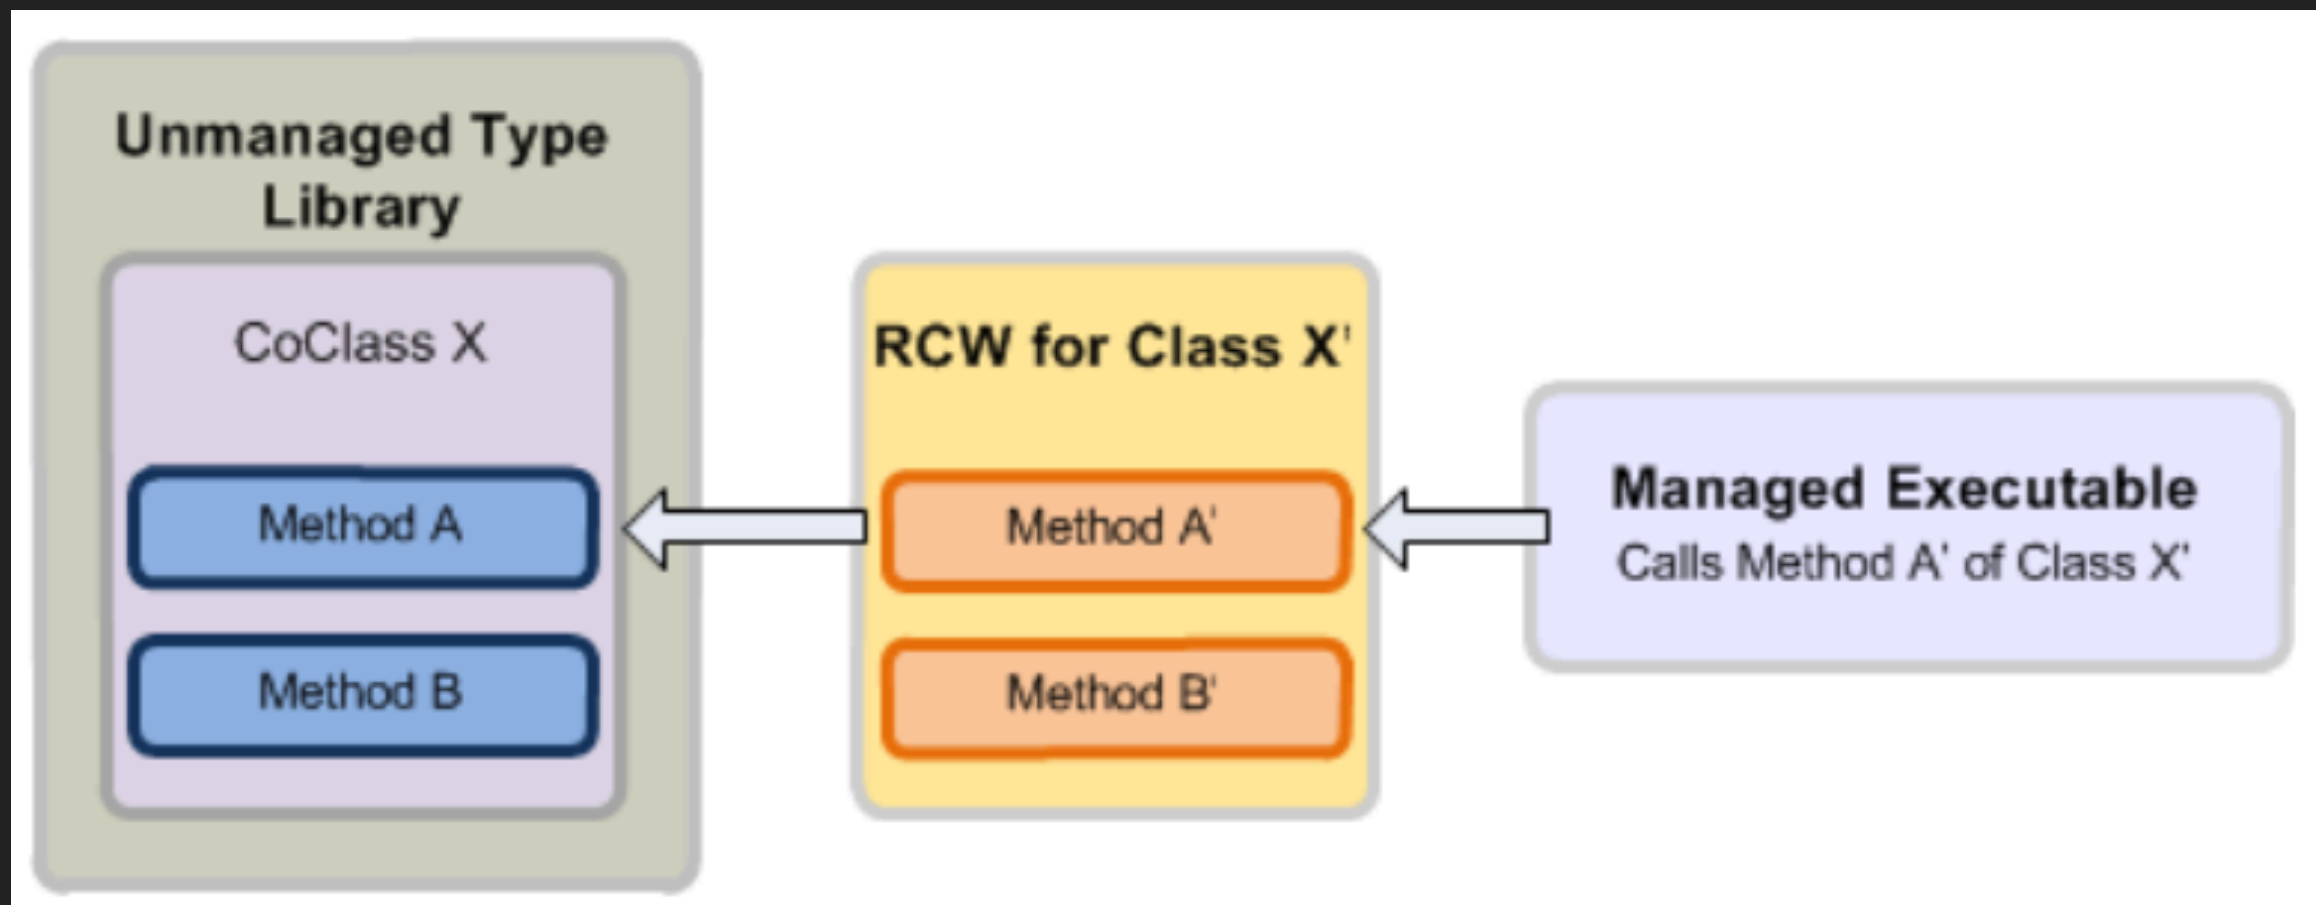 Unmanaged Type
Library
CoClass X
Method A
Method B
RCW for Class X'
Method A'
Method B'
Managed Executable
Calls Method A' of Class X'